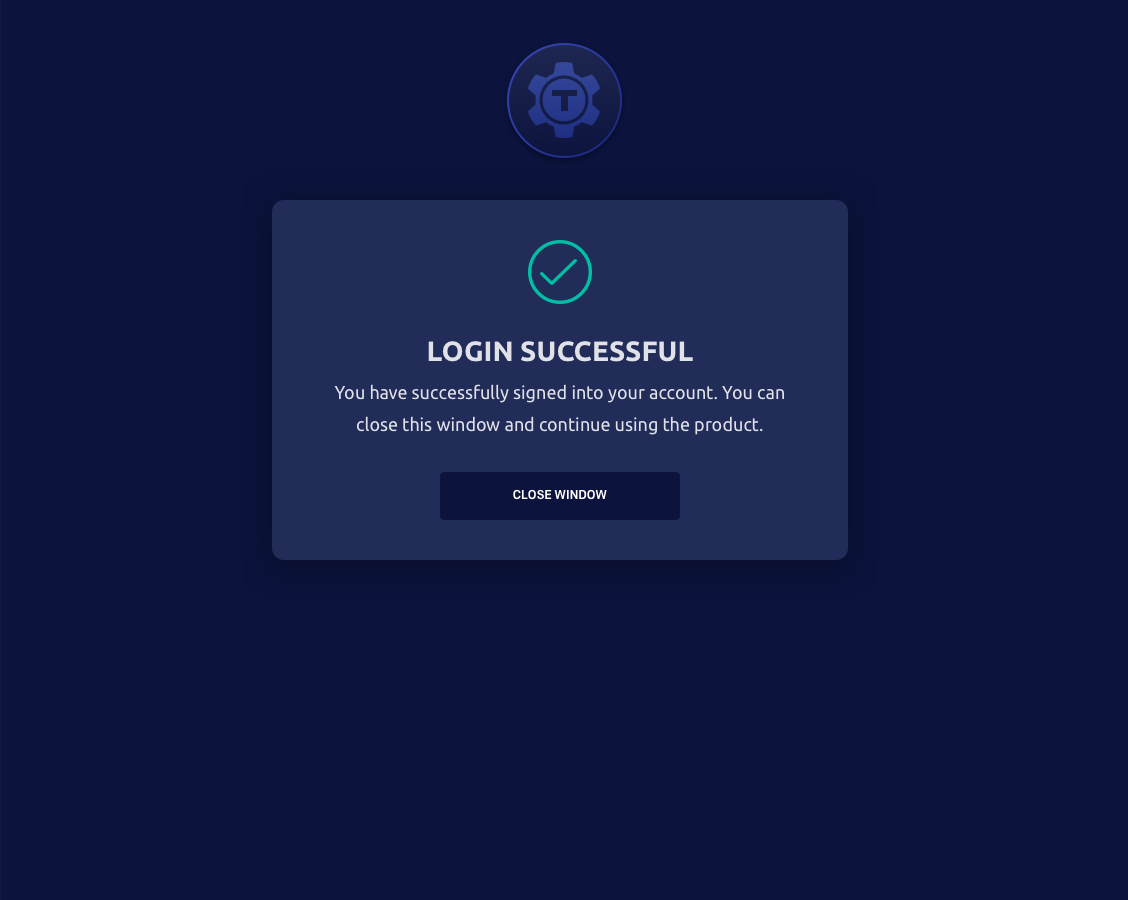 T
LOGIN SUCCESSFUL
You have successfully signed into your account. You can
close this window and continue using the product.
CLOSE WINDOW